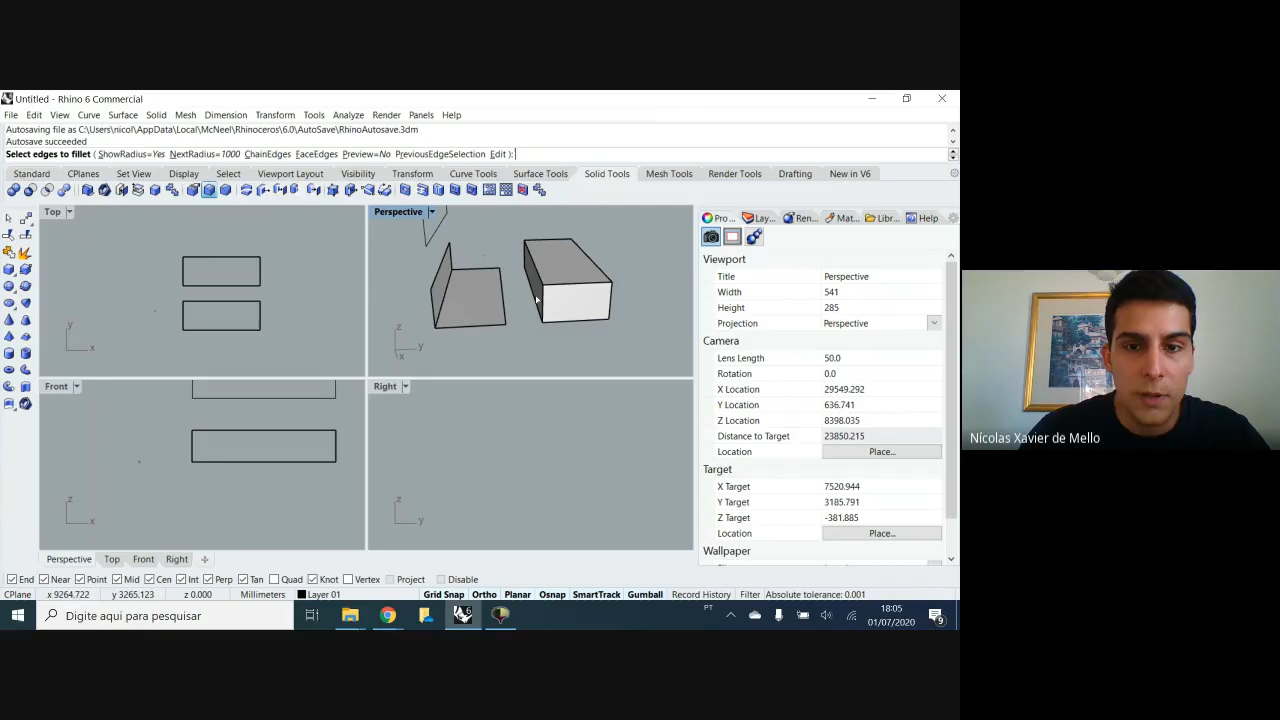 Untitled - Rhino 6 Commercial
File Edit View Curve Surface Solid Mesh Dimension Transform Tools Analyze Render Panels Help
Autosaving file as C:\Users\nicol\AppData\Local\McNeel\Rhinoceros\6.0\AutoSave\RhinoAutosave.3dm
Autosave succeeded
Select edges to fillet ( ShowRadius=Yes NextRadius=1000 ChainEdges FaceEdges Preview=No PreviousEdgeSelection Edit ):
Standard CPlanes Set View Display Select Viewport Layout Visibility Transform Curve Tools Surface Tools Solid Tools Mesh Tools Render Tools Drafting New in V6
Top
y
x
Perspective
z
y
x
Front
z
x
Right
z
y
Pro... Lay... Ren... Mat... Libr... Help
Viewport
Title Perspective
Width 541
Height 285
Projection Perspective
Camera
Lens Length 50.0
Rotation 0.0
X Location 29549.292
Y Location 636.741
Z Location 8398.035
Distance to Target 23850.215
Location Place...
Target
X Target 7520.944
Y Target 3185.791
Z Target -381.885
Location Place...
Wallpaper
Nícolas Xavier de Mello
Perspective Top Front Right
End Near Point Mid Cen Int Perp Tan Quad Knot Vertex Project Disable
CPlane x 9264.722 y 3265.123 z 0.000 Millimeters Layer 01 Grid Snap Ortho Planar Osnap SmartTrack Gumball Record History Filter Absolute tolerance: 0.001
Digite aqui para pesquisar
PT
18:05
01/07/2020
9